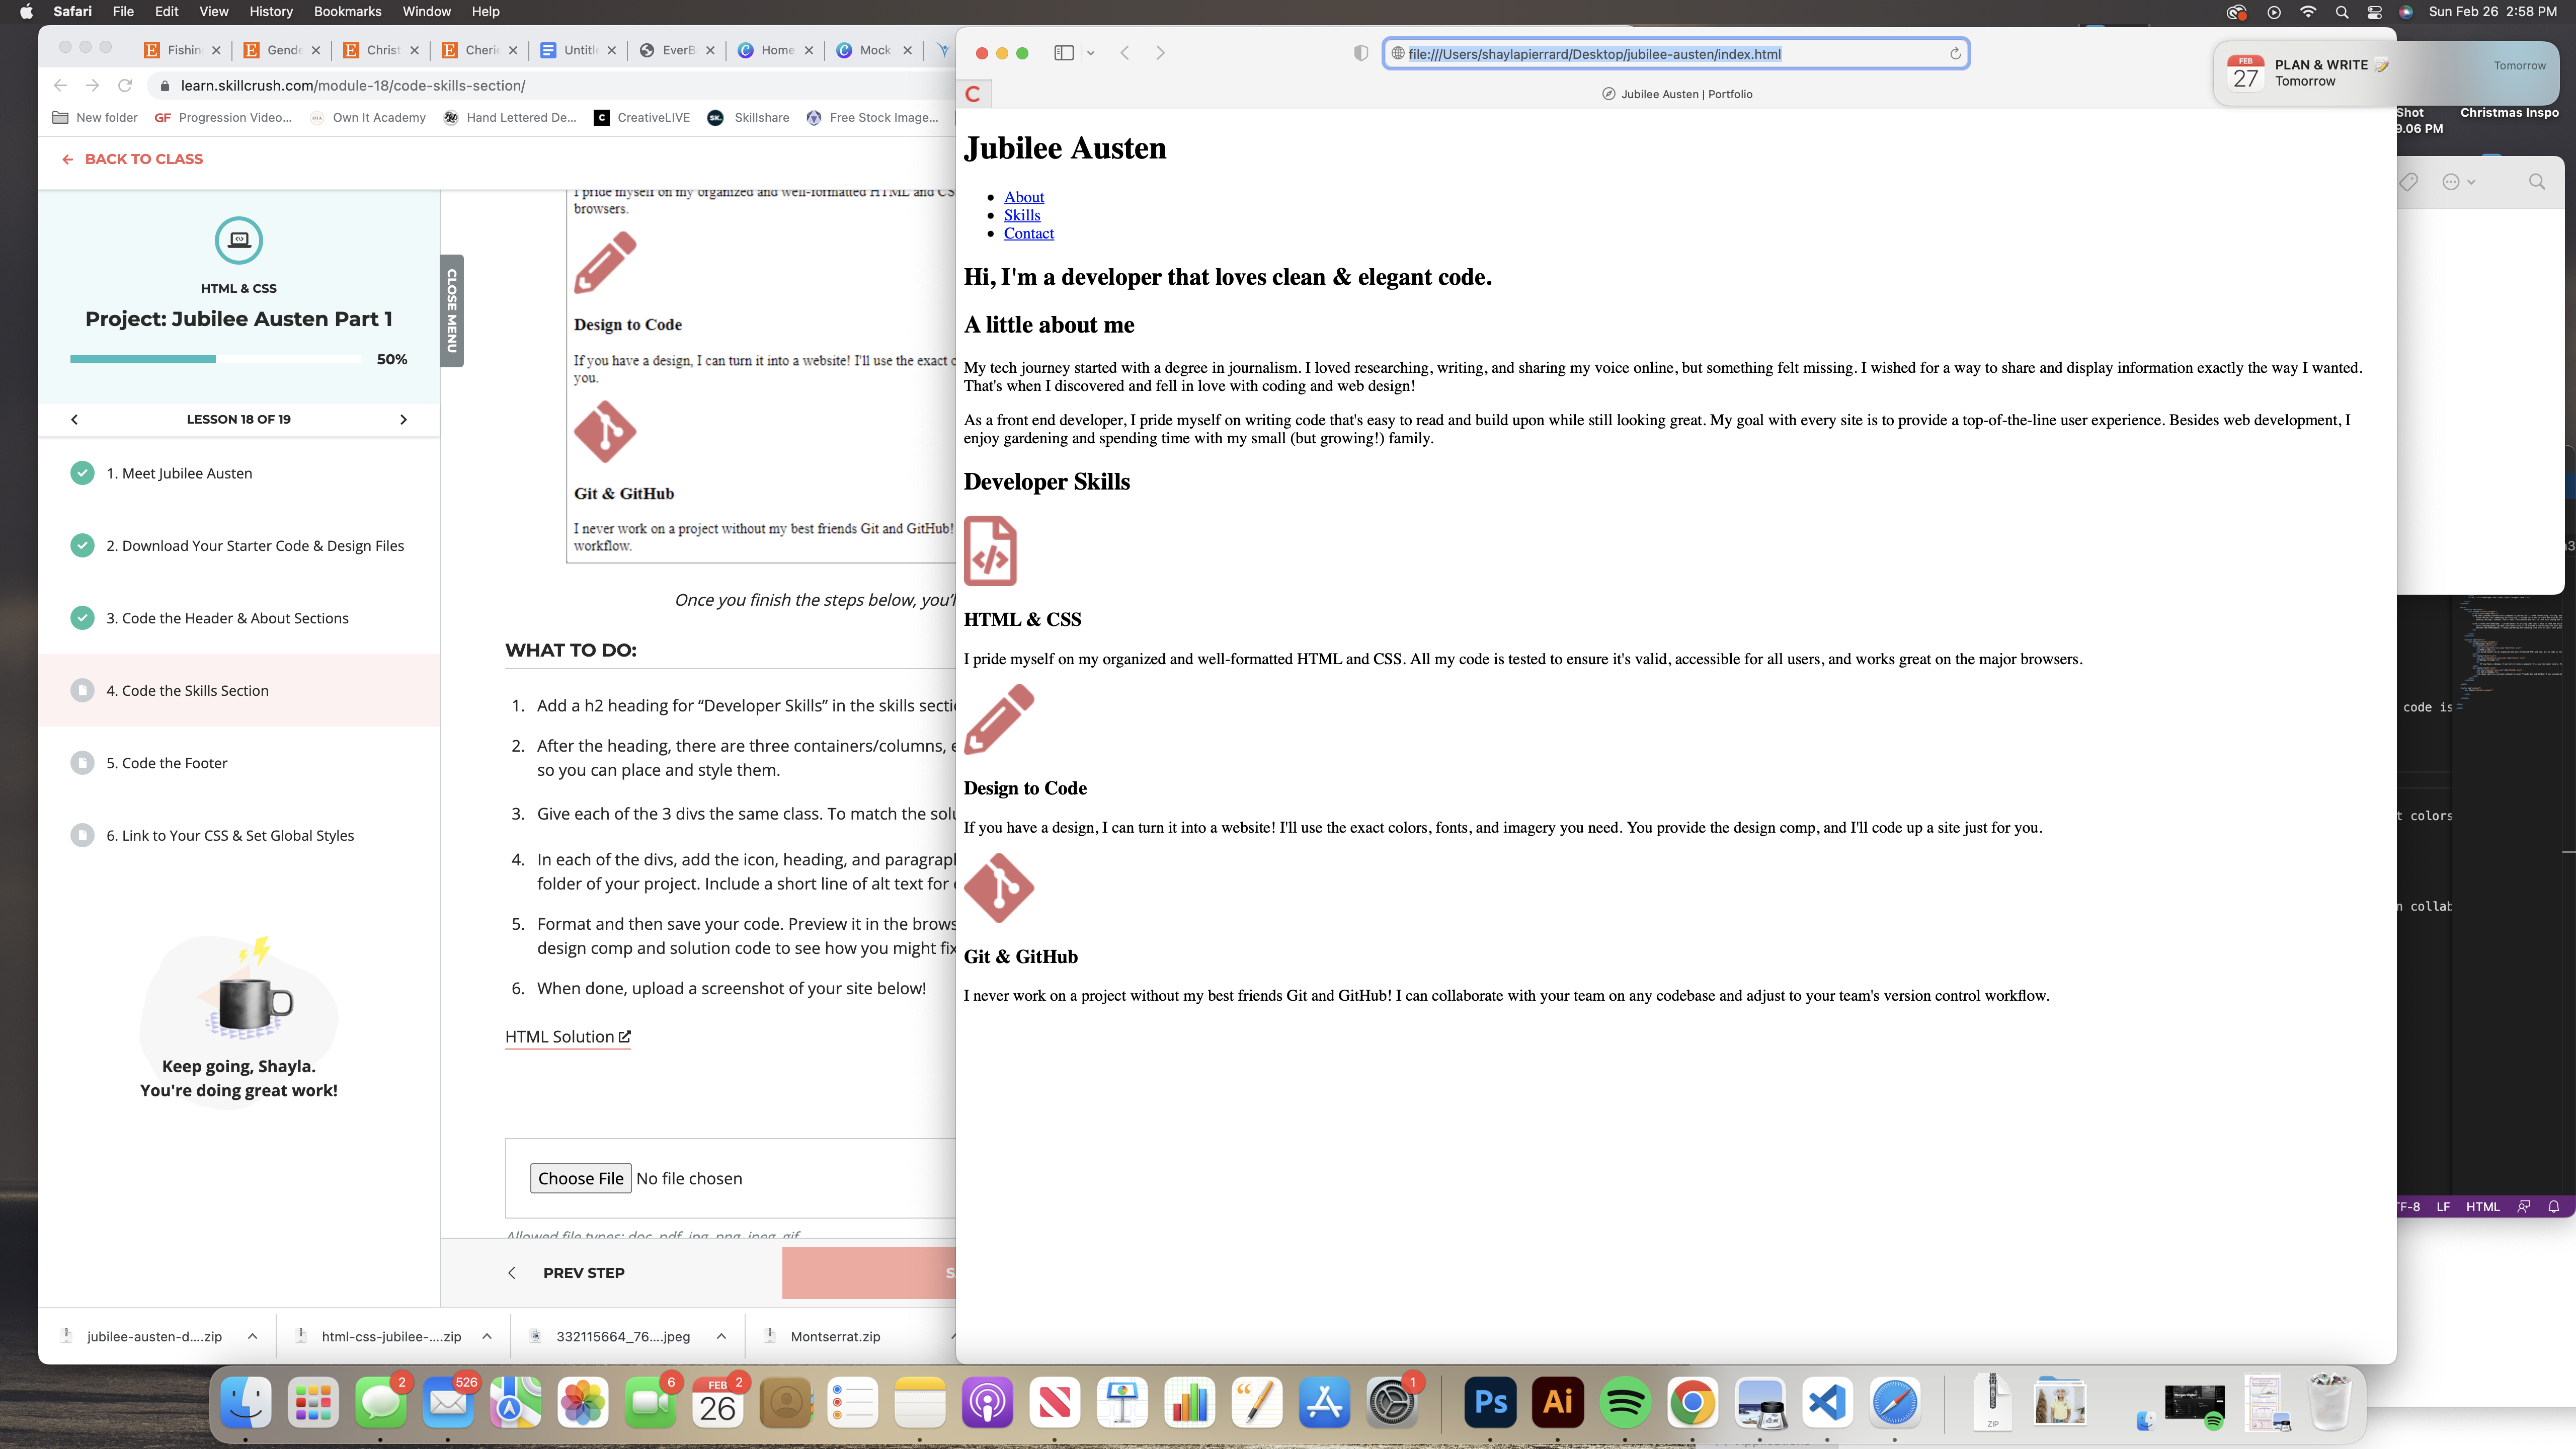 Safari File Edit View History Bookmarks Window Help
Sun Feb 26 2:58 PM
Fishin
Gende
Christ
Cherie
Untitl
EverB
Home
Mock
learn.skillcrush.com/module-18/code-skills-section/
New folder
GF Progression Video...
Own It Academy
Hand Lettered De...
CreativeLIVE
SK. Skillshare
Free Stock Image...
BACK TO CLASS
HTML & CSS
Project: Jubilee Austen Part 1
50%
LESSON 18 OF 19
1. Meet Jubilee Austen
2. Download Your Starter Code & Design Files
3. Code the Header & About Sections
4. Code the Skills Section
5. Code the Footer
6. Link to Your CSS & Set Global Styles
Keep going, Shayla.
You're doing great work!
CLOSE MENU
I pride myself on my organized and well-formatted HTML and CS
browsers.
Design to Code
If you have a design, I can turn it into a website! I'll use the exact c
you.
Git & GitHub
I never work on a project without my best friends Git and GitHub!
workflow.
Once you finish the steps below, you'l
WHAT TO DO:
1. Add a h2 heading for “Developer Skills” in the skills secti
2. After the heading, there are three containers/columns, e
so you can place and style them.
3. Give each of the 3 divs the same class. To match the solu
4. In each of the divs, add the icon, heading, and paragrapl
folder of your project. Include a short line of alt text for
5. Format and then save your code. Preview it in the brows
design comp and solution code to see how you might fix
6. When done, upload a screenshot of your site below!
HTML Solution
Choose File No file chosen
Allowed file types: doc, pdf, jpg, png, jpeg, gif
PREV STEP
S
jubilee-austen-d....zip
html-css-jubilee-....zip
332115664_76....jpeg
Montserrat.zip
file:///Users/shaylapierrard/Desktop/jubilee-austen/index.html
C
Jubilee Austen | Portfolio
Jubilee Austen
About
Skills
Contact
Hi, I'm a developer that loves clean & elegant code.
A little about me
My tech journey started with a degree in journalism. I loved researching, writing, and sharing my voice online, but something felt missing. I wished for a way to share and display information exactly the way I wanted.
That's when I discovered and fell in love with coding and web design!
As a front end developer, I pride myself on writing code that's easy to read and build upon while still looking great. My goal with every site is to provide a top-of-the-line user experience. Besides web development, I
enjoy gardening and spending time with my small (but growing!) family.
Developer Skills
HTML & CSS
I pride myself on my organized and well-formatted HTML and CSS. All my code is tested to ensure it's valid, accessible for all users, and works great on the major browsers.
Design to Code
If you have a design, I can turn it into a website! I'll use the exact colors, fonts, and imagery you need. You provide the design comp, and I'll code up a site just for you.
Git & GitHub
I never work on a project without my best friends Git and GitHub! I can collaborate with your team on any codebase and adjust to your team's version control workflow.
FEB
27
PLAN & WRITE
Tomorrow
Tomorrow
Shot
9.06 PM
Christmas Inspo
code is
t colors
n collab
TF-8 LF HTML
2
526
6
FEB
26
2
1
Ps
Ai
ZIP